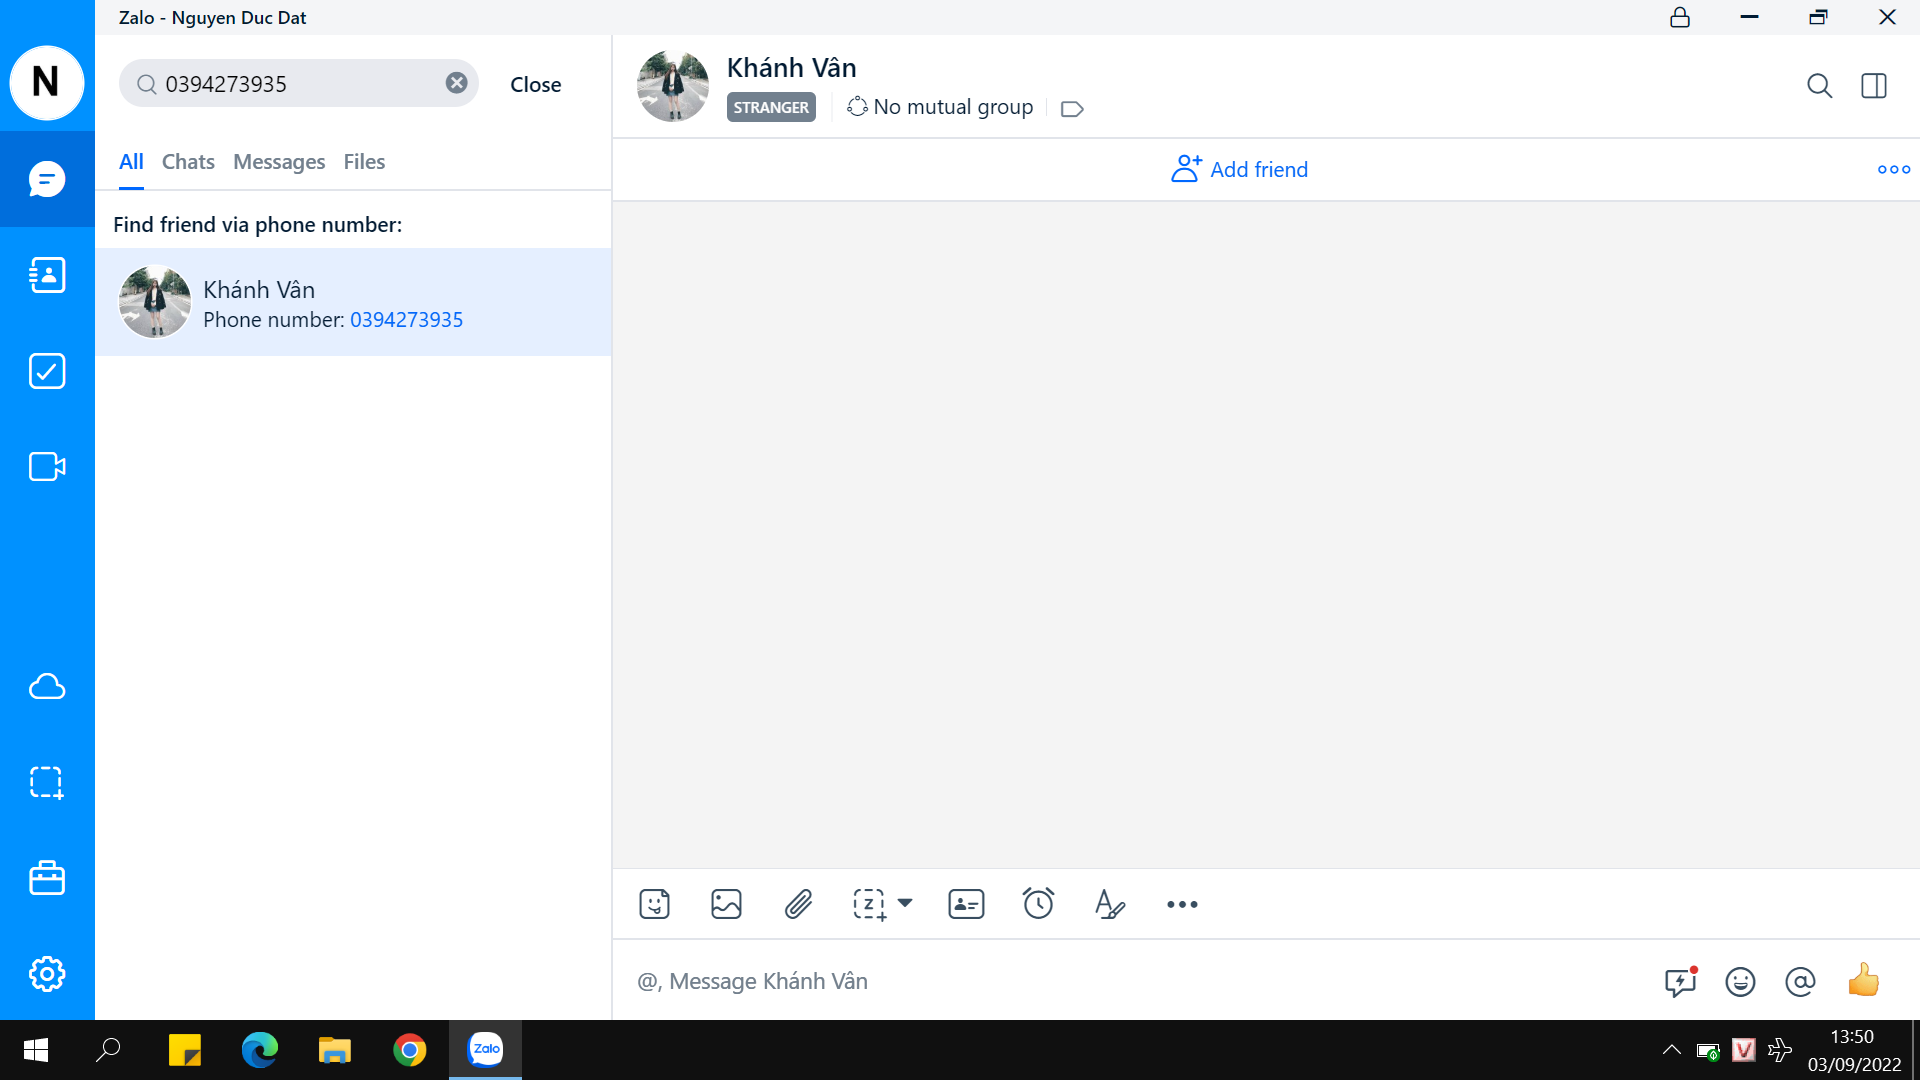 Zalo - Nguyen Duc Dat
N
0394273935
Close
All Chats Messages Files
Find friend via phone number:
Khánh Vân
Phone number: 0394273935
Khánh Vân
STRANGER
No mutual group
Add friend
Z
@, Message Khánh Vân
Zalo
V
13:50
03/09/2022